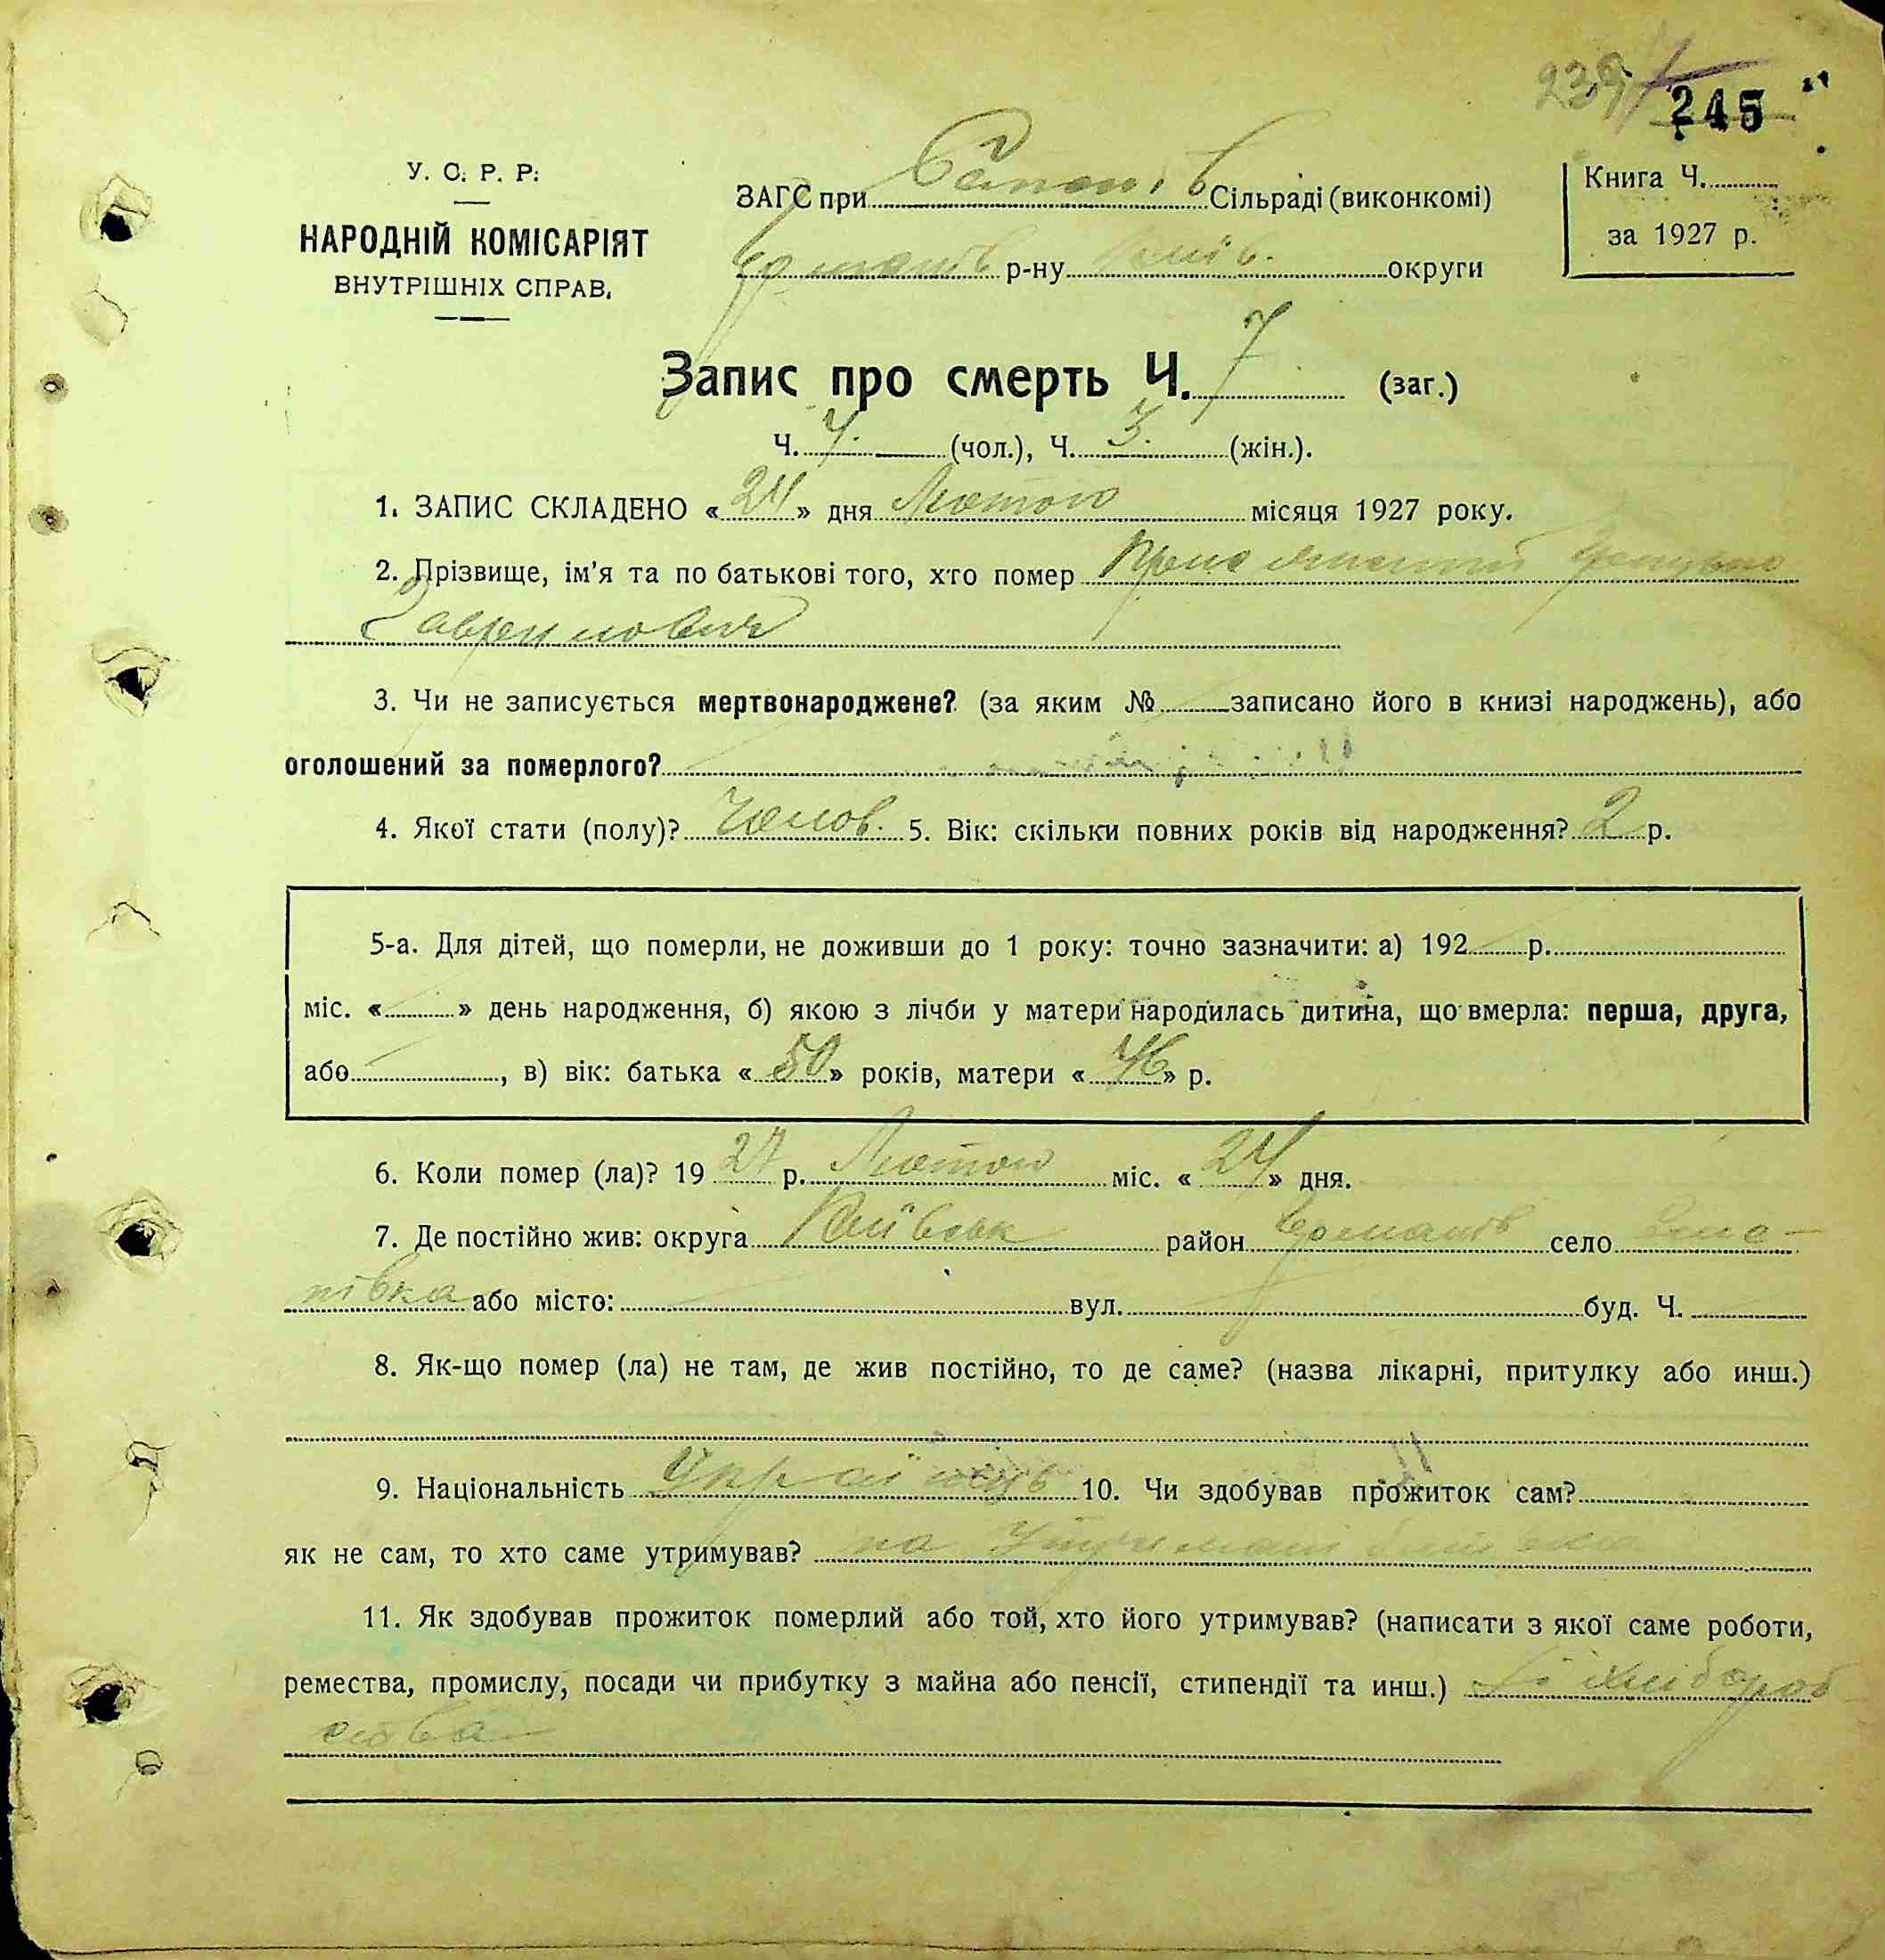 239 245
У. С. Р. Р.
НАРОДНІЙ КОМІСАРІЯТ
ВНУТРІШНІХ СПРАВ.
ЗАГС при Сільраді (виконкомі)
р-ну Київ. округи
Книга Ч.
за 1927 р.
Запис про смерть Ч. 7 (заг.)
Ч. 4. (чол.), Ч. 3. (жін.).
1. ЗАПИС СКЛАДЕНО « 24 » дня Лютого місяця 1927 року.
2. Прізвище, ім'я та по батькові того, хто помер
3. Чи не записується мертвонароджене? (за яким № записано його в книзі народжень), або
оголошений за померлого?
4. Якої стати (полу)? Чолов. 5. Вік: скільки повних років від народження? 2 р.
5-а. Для дітей, що померли, не доживши до 1 року: точно зазначити: а) 192 р.
міс. « » день народження, б) якою з лічби у матери народилась дитина, що вмерла: перша, друга,
або , в) вік: батька « 50 » років, матери « 46 » р.
6. Коли помер (ла)? 19 27 р. Лютого міс. « 24 » дня.
7. Де постійно жив: округа Київськ район село
півка або місто: вул. буд. Ч.
8. Як-що помер (ла) не там, де жив постійно, то де саме? (назва лікарні, притулку або инш.)
9. Національність Українець 10. Чи здобував прожиток сам?
як не сам, то хто саме утримував? на утриман батька
11. Як здобував прожиток померлий або той, хто його утримував? (написати з якої саме роботи,
ремества, промислу, посади чи прибутку з майна або пенсії, стипендії та инш.) Зі хлібороб
ства